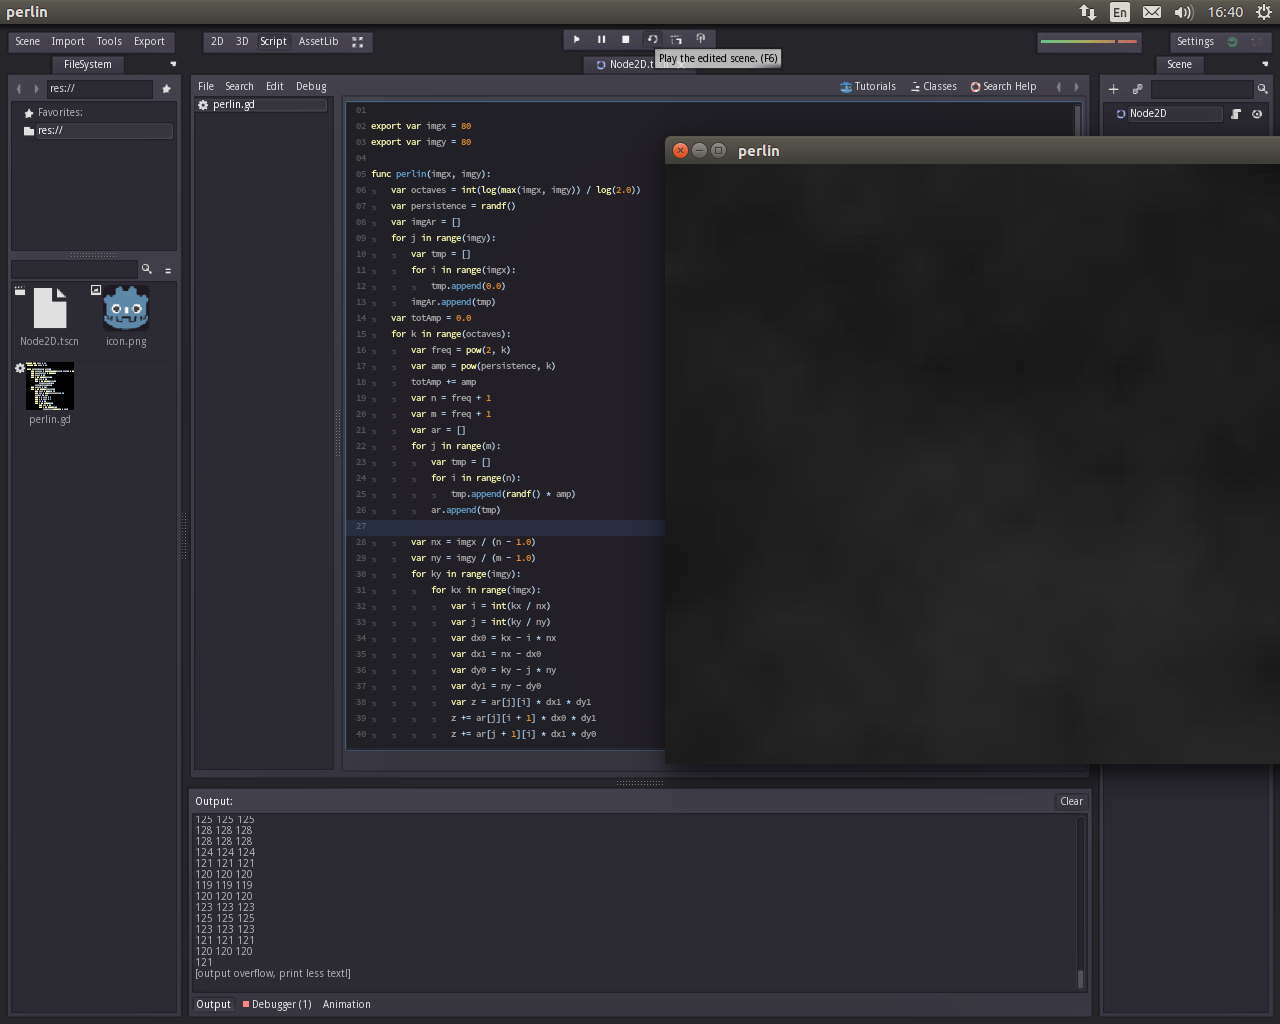 perlin
En
16:40
Scene Import Tools Export
2D 3D Script AssetLib
Settings
Play the edited scene. (F6)
FileSystem
Node2D.t
Scene
res://
File Search Edit Debug
Tutorials Classes Search Help
Favorites:
res://
perlin.gd
Node2D
perlin
01
02 export var imgx = 80
03 export var imgy = 80
04
05 func perlin(imgx, imgy):
06 var octaves = int(log(max(imgx, imgy)) / log(2.0))
07 var persistence = randf()
08 var imgAr = []
09 for j in range(imgy):
10 var tmp = []
11 for i in range(imgx):
12 tmp.append(0.0)
13 imgAr.append(tmp)
14 var totAmp = 0.0
15 for k in range(octaves):
16 var freq = pow(2, k)
17 var amp = pow(persistence, k)
18 totAmp += amp
19 var n = freq + 1
20 var m = freq + 1
21 var ar = []
22 for j in range(m):
23 var tmp = []
24 for i in range(n):
25 tmp.append(randf() * amp)
26 ar.append(tmp)
27
28 var nx = imgx / (n - 1.0)
29 var ny = imgy / (m - 1.0)
30 for ky in range(imgy):
31 for kx in range(imgx):
32 var i = int(kx / nx)
33 var j = int(ky / ny)
34 var dx0 = kx - i * nx
35 var dx1 = nx - dx0
36 var dy0 = ky - j * ny
37 var dy1 = ny - dy0
38 var z = ar[j][i] * dx1 * dy1
39 z += ar[j][i + 1] * dx0 * dy1
40 z += ar[j + 1][i] * dx1 * dy0
Node2D.tscn
icon.png
perlin.gd
Output:
Clear
125 125 125
128 128 128
128 128 128
124 124 124
121 121 121
120 120 120
119 119 119
120 120 120
123 123 123
125 125 125
123 123 123
121 121 121
120 120 120
121
[output overflow, print less text!]
Output Debugger (1) Animation